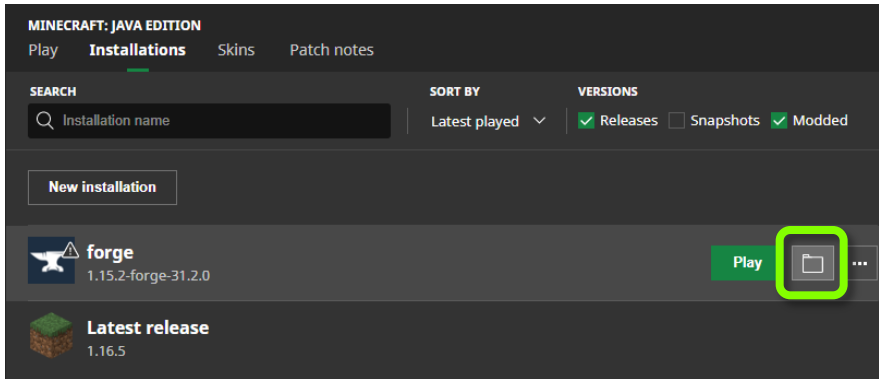 MINECRAFT: JAVA EDITION
Play Installations Skins Patch notes
SEARCH SORT BY VERSIONS
Installation name Latest played Releases Snapshots Modded
New installation
forge
1.15.2-forge-31.2.0
Play
Latest release
1.16.5